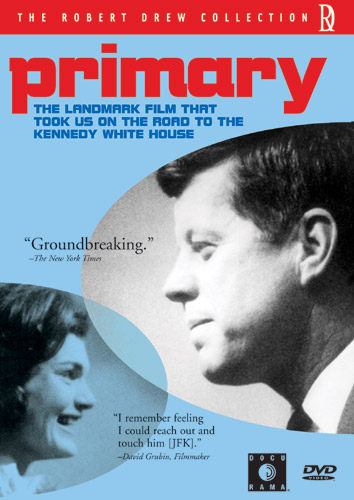 THE ROBERT DREW COLLECTION RD
primary
THE LANDMARK FILM THAT
TOOK US ON THE ROAD TO THE
KENNEDY WHITE HOUSE
“Groundbreaking.”
–The New York Times
“I remember feeling
I could reach out and
touch him [JFK].”
–David Grubin, Filmmaker
DOCU
RAMA
DVD
VIDEO